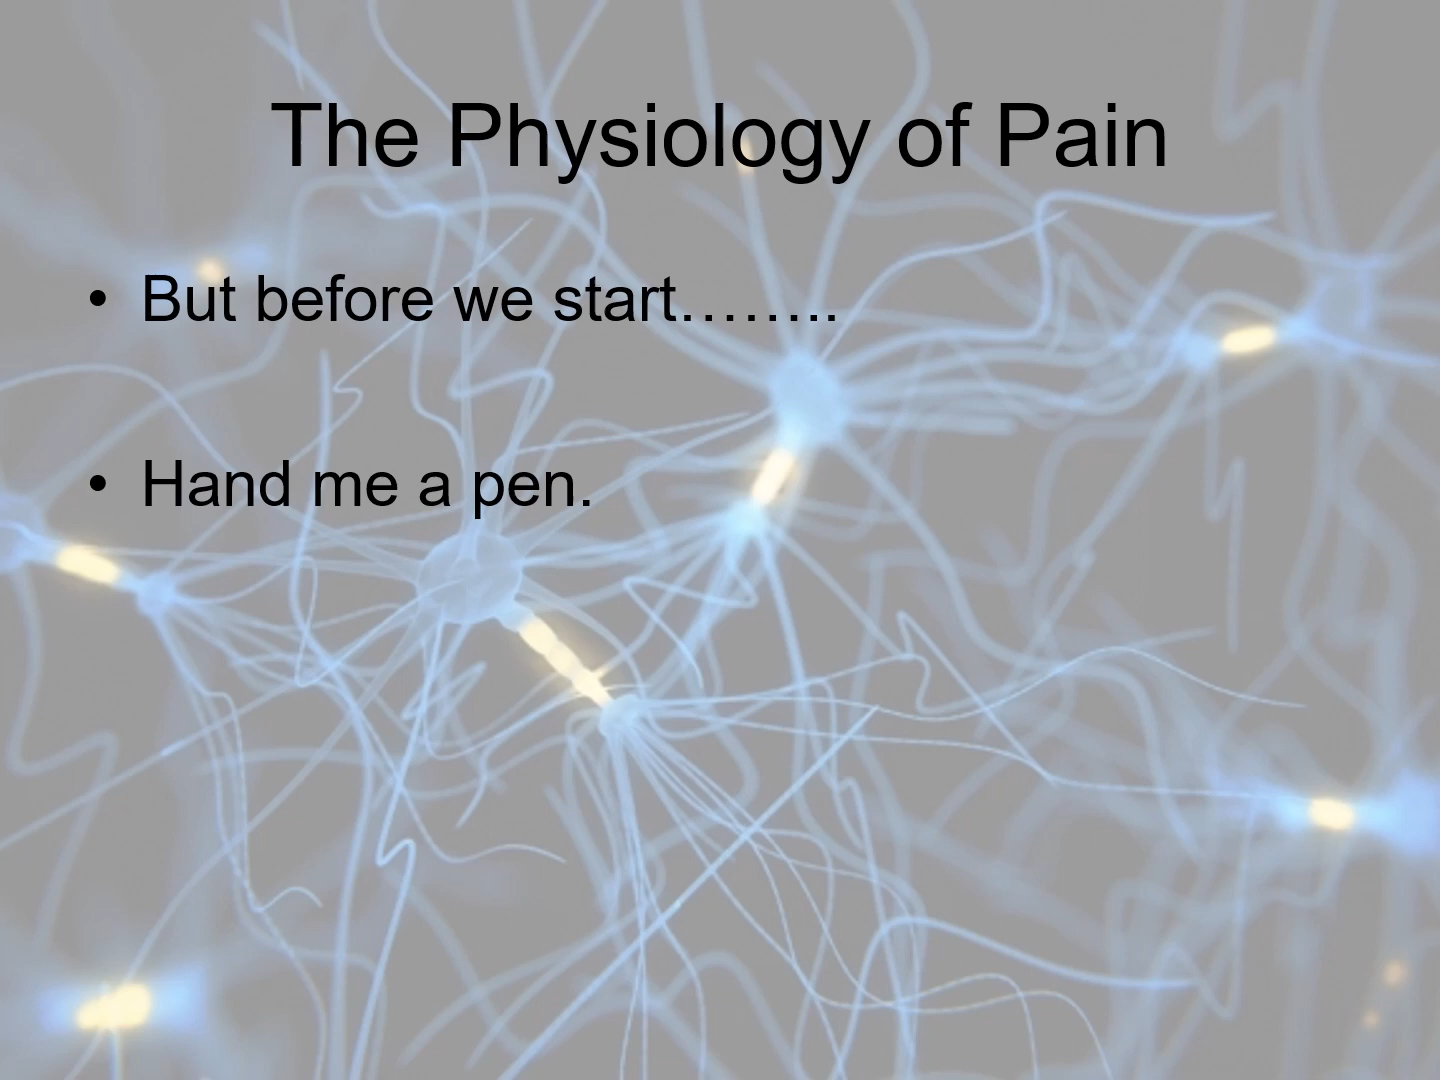 The Physiology of Pain
• But before we start……..
• Hand me a pen.